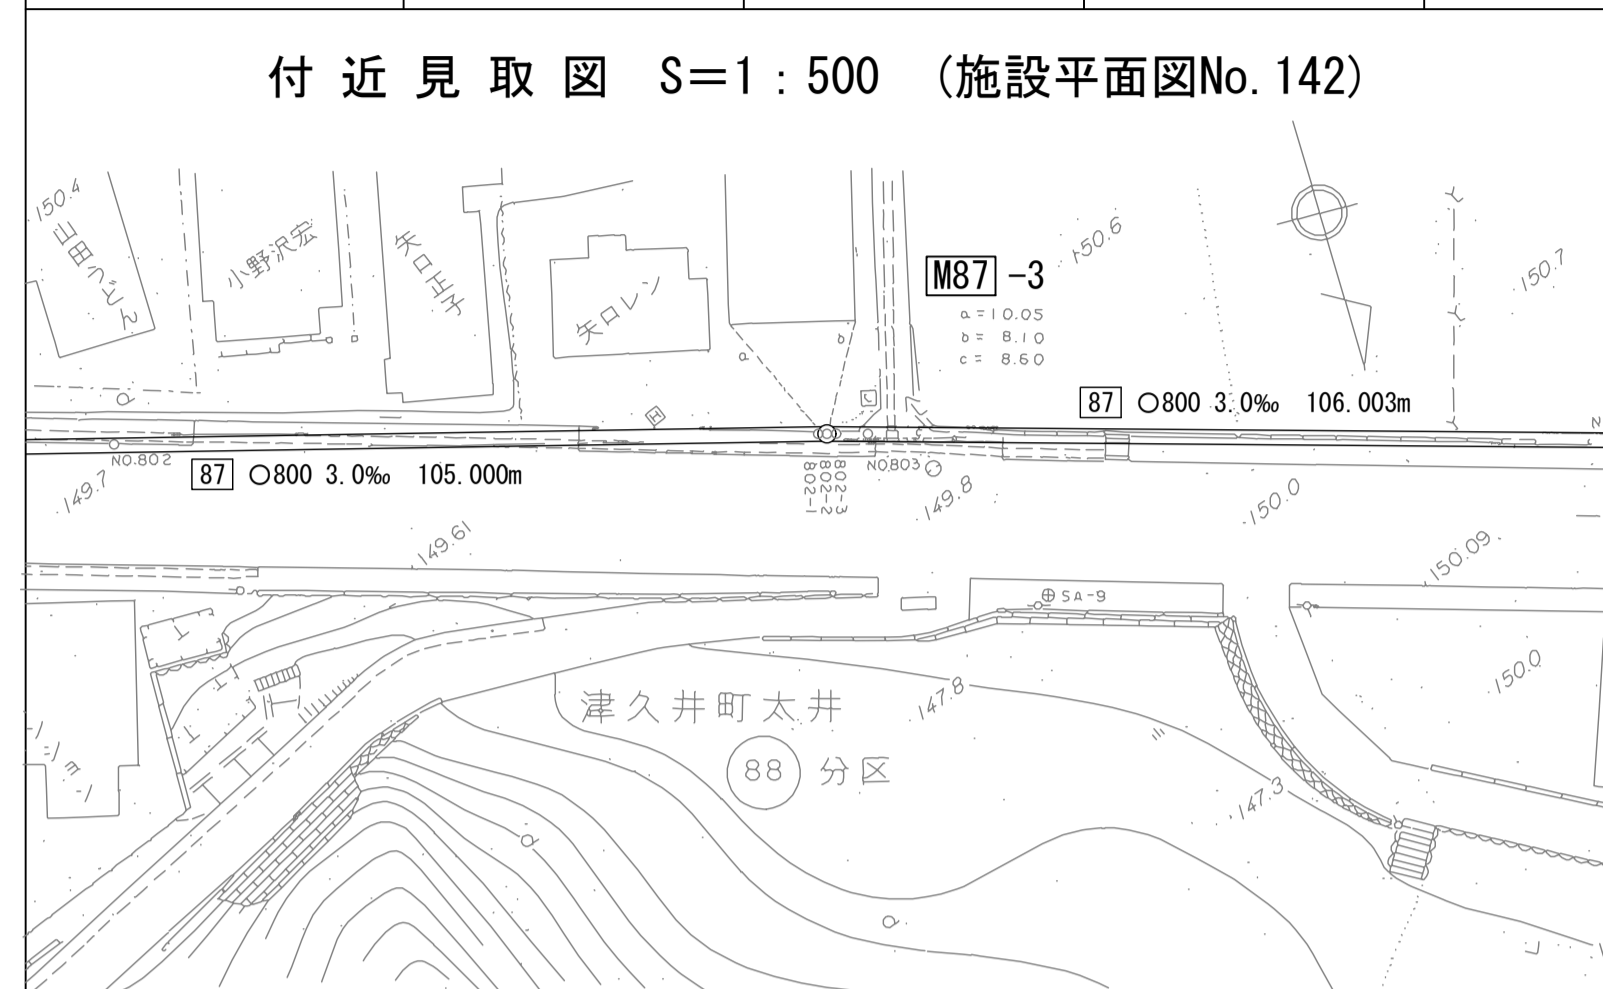 付近見取図 S=1:500 (施設平面図No.142)
150.4
山田うどん
小野沢宏
矢口正子
矢口レン
a
b
M87 -3
a=10.05
b= 8.10
c= 8.60
150.6
150.7
87 ○800 3.0‰ 106.003m
H
NO.802
87 ○800 3.0‰ 105.000m
802-1
802-2
802-3
NO.803
149.7
149.8
150.0
149.61
150.09
SA-9
150.0
津久井町太井
147.8
88 分区
147.3